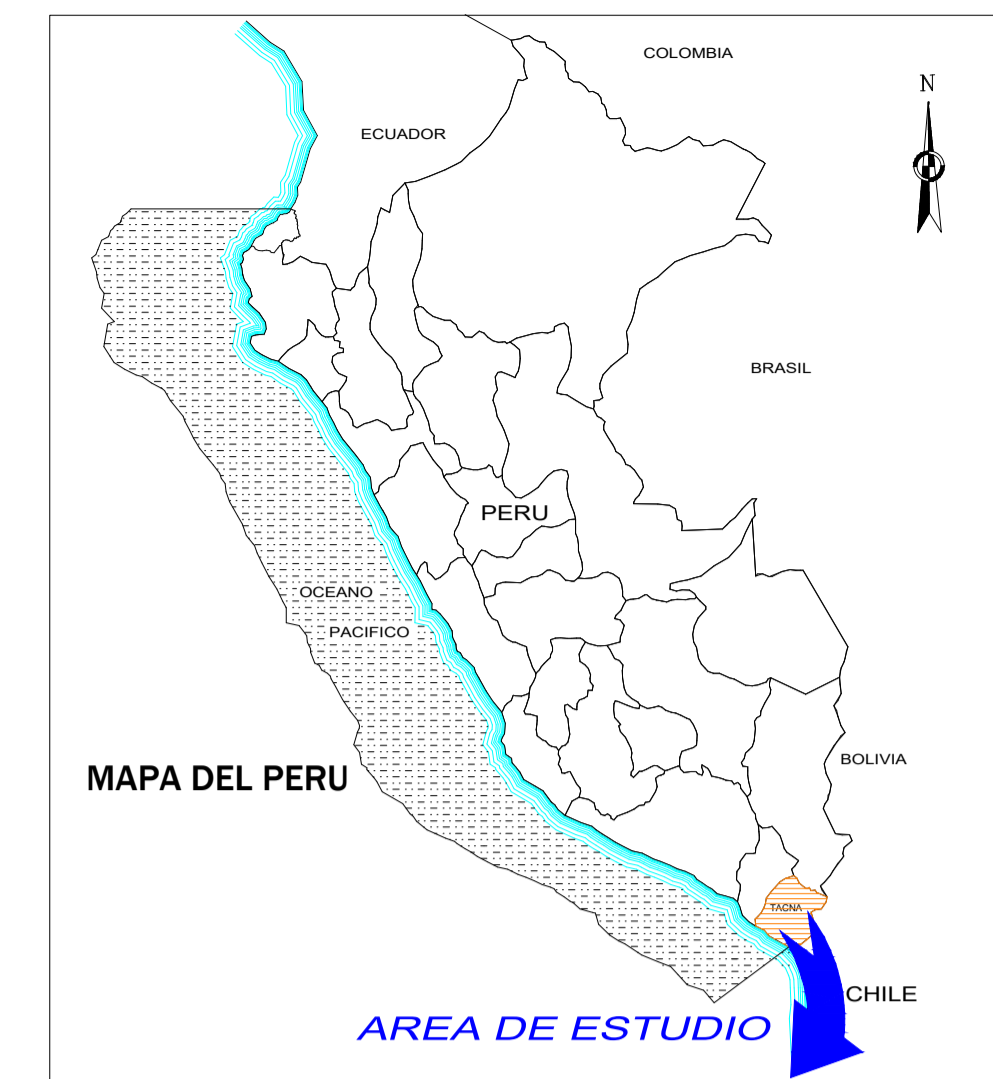 COLOMBIA
N
ECUADOR
BRASIL
PERU
OCEANO
PACIFICO
BOLIVIA
MAPA DEL PERU
TACNA
CHILE
AREA DE ESTUDIO